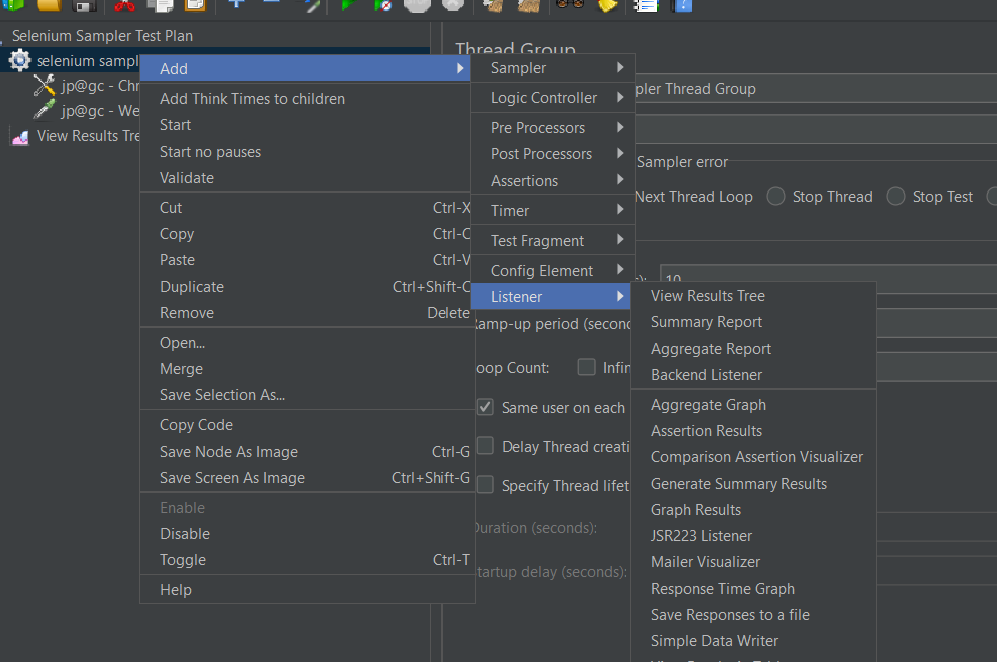 Selenium Sampler Test Plan
selenium sampl
jp@gc - Chr
jp@gc - We
View Results Tre
Add
Add Think Times to children
Start
Start no pauses
Validate
Cut Ctrl-X
Copy Ctrl-C
Paste Ctrl-V
Duplicate Ctrl+Shift-C
Remove Delete
Open...
Merge
Save Selection As...
Copy Code
Save Node As Image Ctrl-G
Save Screen As Image Ctrl+Shift-G
Enable
Disable
Toggle Ctrl-T
Help
Sampler
Logic Controller
Pre Processors
Post Processors
Assertions
Timer
Test Fragment
Config Element
Listener
View Results Tree
Summary Report
Aggregate Report
Backend Listener
Aggregate Graph
Assertion Results
Comparison Assertion Visualizer
Generate Summary Results
Graph Results
JSR223 Listener
Mailer Visualizer
Response Time Graph
Save Responses to a file
Simple Data Writer
Thread Group
pler Thread Group
Sampler error
Next Thread Loop Stop Thread Stop Test
s): 10
Ramp-up period (secon
oop Count: Infin
Same user on each
Delay Thread creati
Specify Thread lifet
Duration (seconds):
tartup delay (seconds):